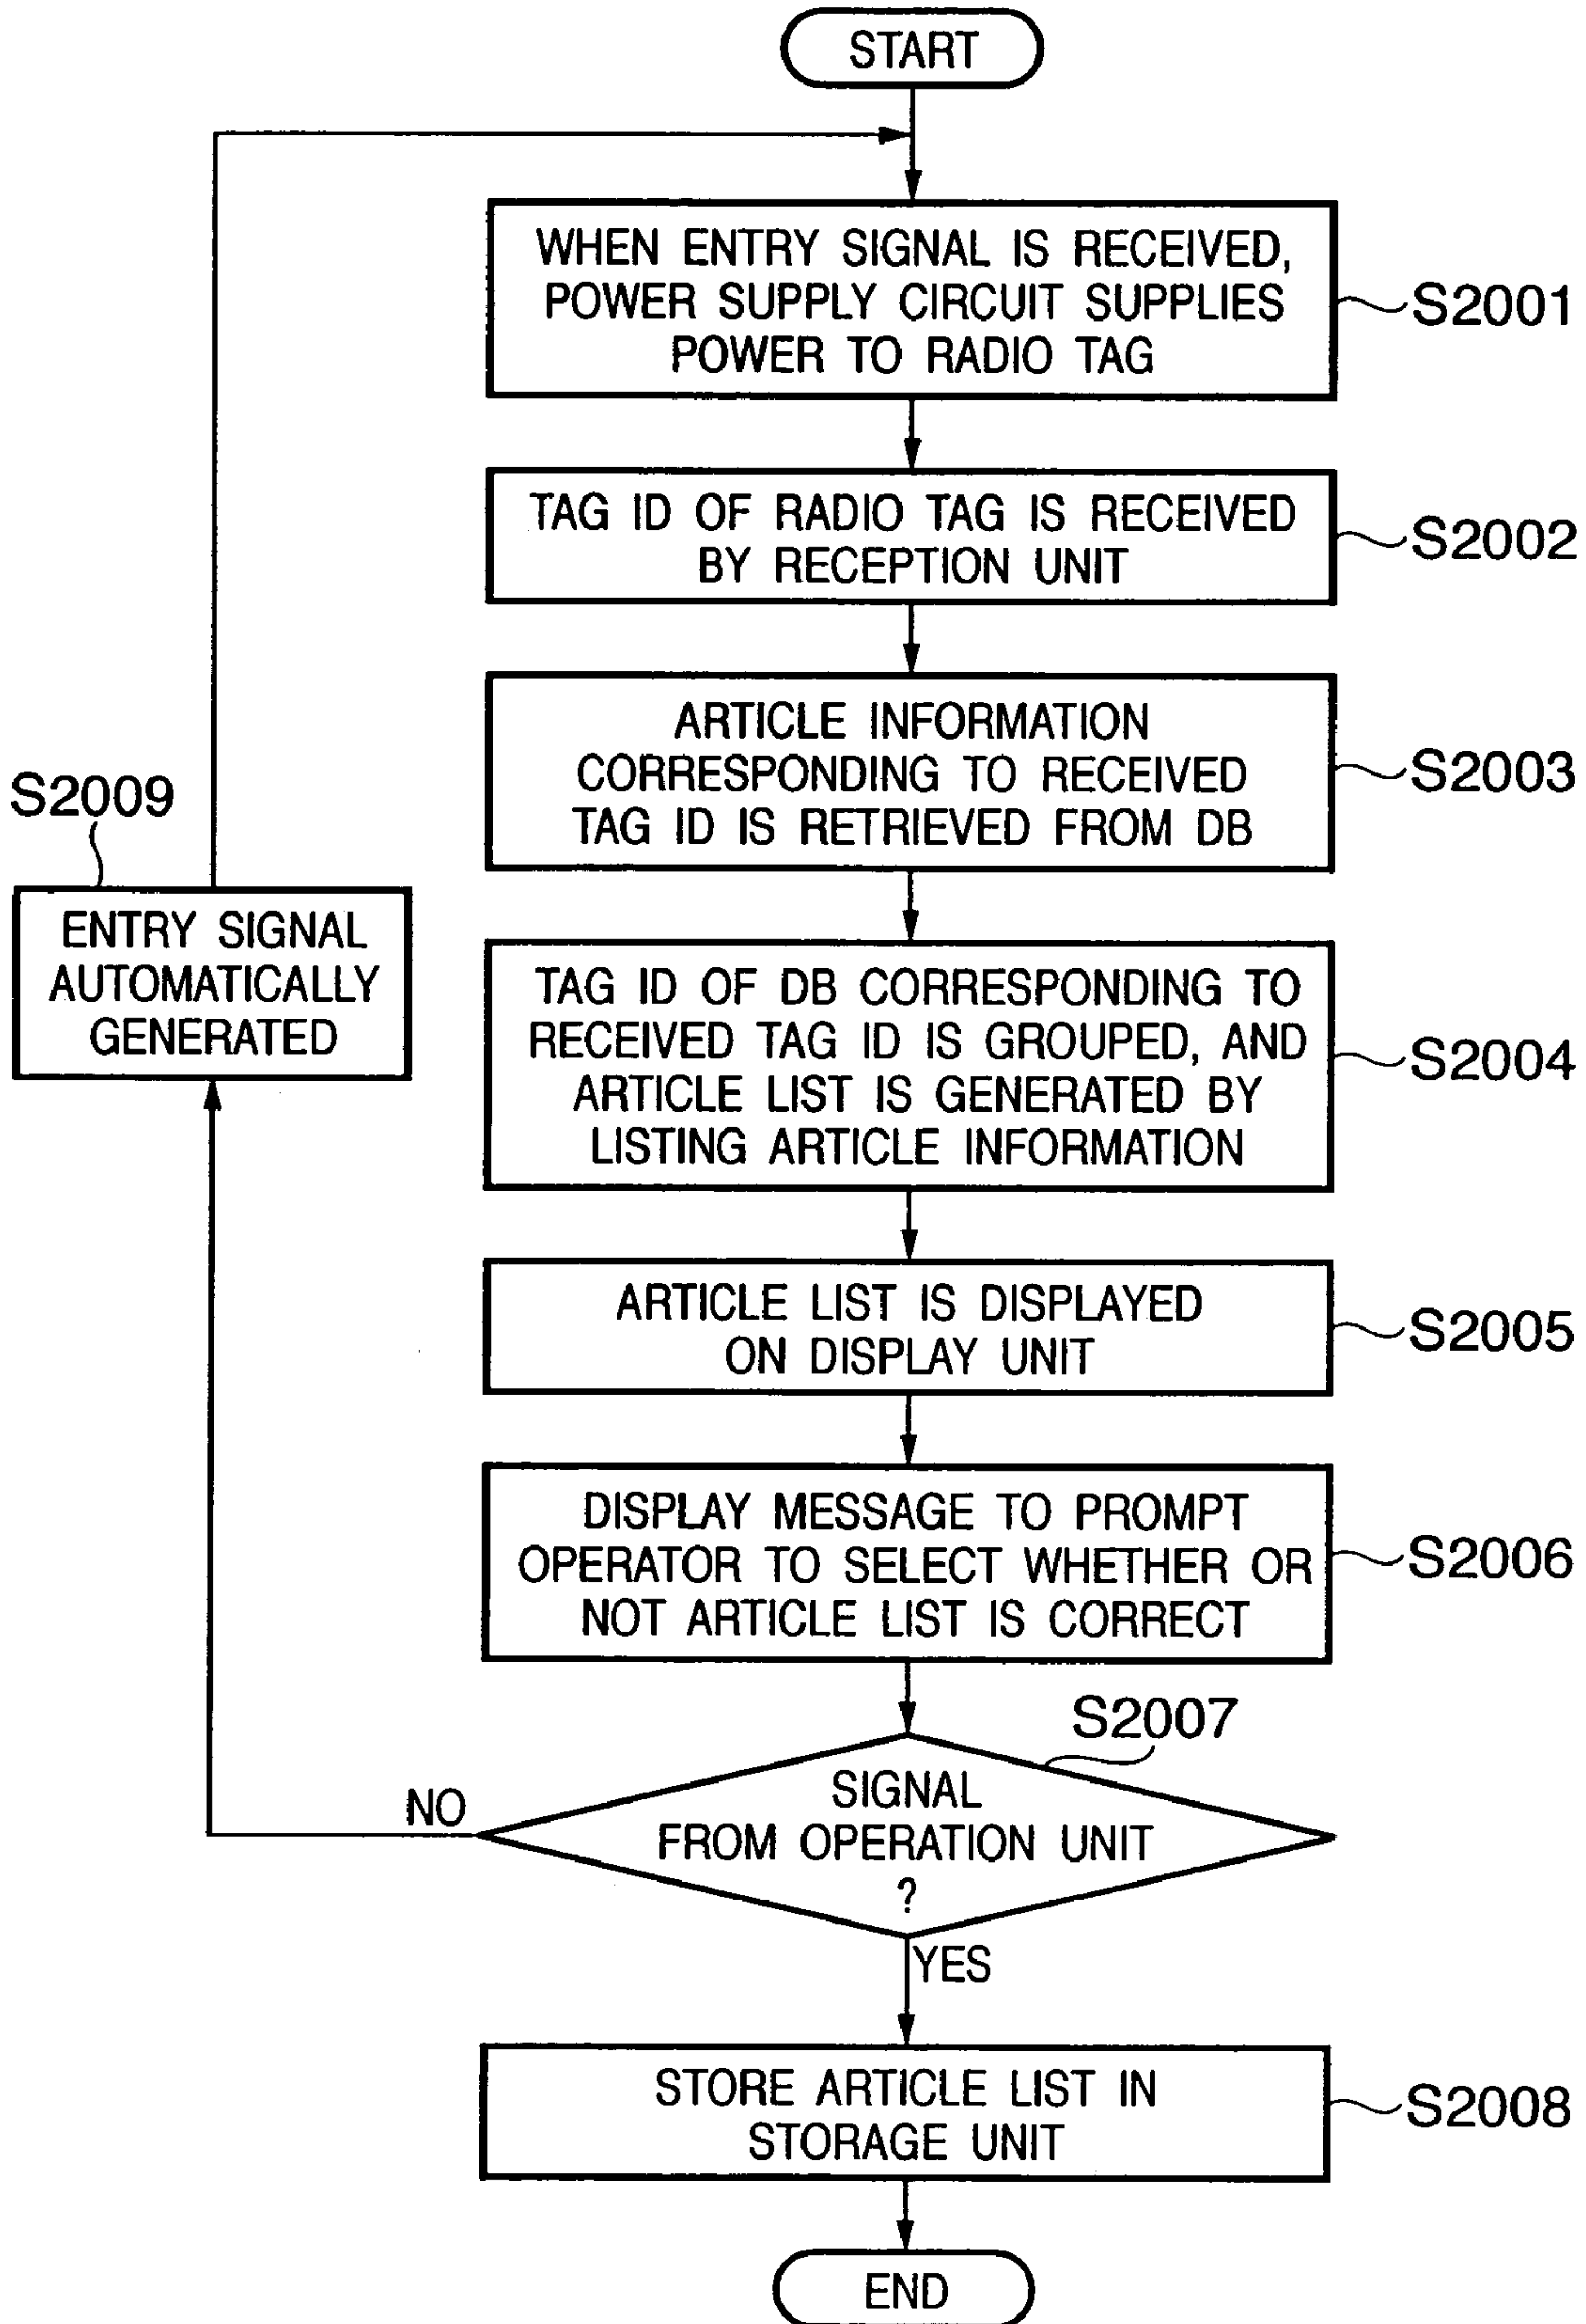 START
WHEN ENTRY SIGNAL IS RECEIVED,
POWER SUPPLY CIRCUIT SUPPLIES
POWER TO RADIO TAG
S2001
TAG ID OF RADIO TAG IS RECEIVED
BY RECEPTION UNIT
S2002
ARTICLE INFORMATION
CORRESPONDING TO RECEIVED
TAG ID IS RETRIEVED FROM DB
S2003
S2009
ENTRY SIGNAL
AUTOMATICALLY
GENERATED
TAG ID OF DB CORRESPONDING TO
RECEIVED TAG ID IS GROUPED, AND
ARTICLE LIST IS GENERATED BY
LISTING ARTICLE INFORMATION
S2004
ARTICLE LIST IS DISPLAYED
ON DISPLAY UNIT
S2005
DISPLAY MESSAGE TO PROMPT
OPERATOR TO SELECT WHETHER OR
NOT ARTICLE LIST IS CORRECT
S2006
S2007
SIGNAL
FROM OPERATION UNIT
?
NO
YES
STORE ARTICLE LIST IN
STORAGE UNIT
S2008
END